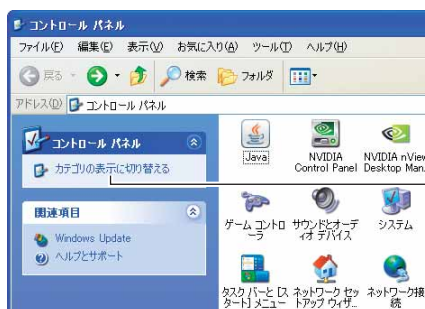 コントロール パネル
ファイル(F) 編集(E) 表示(V) お気に入り(A) ツール(T) ヘルプ(H)
戻る 検索 フォルダ
アドレス(D) コントロール パネル
コントロール パネル
カテゴリの表示に切り替える
関連項目
Windows Update
ヘルプとサポート
Java
NVIDIA
Control Panel
NVIDIA nView
Desktop Man...
ゲーム コントロ
ーラ
サウンドとオーデ
ィオ デバイス
システム
タスク バーと [ス
タート] メニュー
ネットワーク セッ
トアップ ウィザ...
ネットワーク接
続